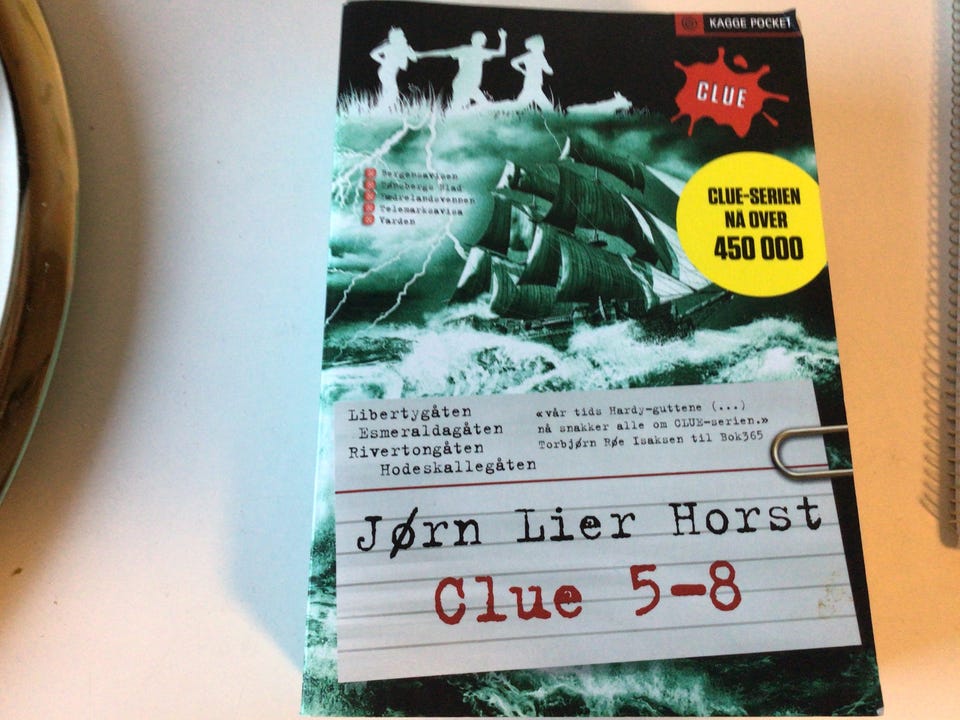 KAGGE POCKET
CLUE
CLUE-SERIEN
NÅ OVER
450 000
Bergensavisen
Tønsbergs Blad
Fædrelandsvennen
Telemarksavisa
Varden
Libertygåten
Esmeraldagåten
Rivertongåten
Hodeskallegåten
«vår tids Hardy-guttene (...)
nå snakker alle om CLUE-serien.»
Torbjørn Røe Isaksen til Bok365
Jørn Lier Horst
Clue 5-8